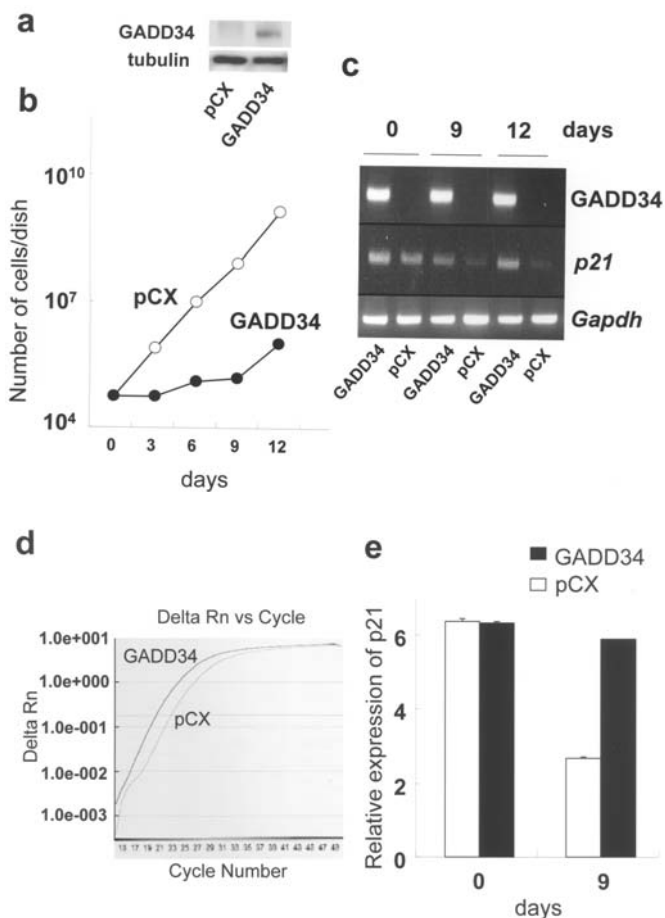 a
GADD34
tubulin
pCX
GADD34
b
Number of cells/dish
10¹⁰
10⁷
10⁴
pCX
GADD34
0 3 6 9 12
days
c
0 9 12 days
GADD34
p21
Gapdh
GADD34 pCX GADD34 pCX GADD34 pCX
d
Delta Rn vs Cycle
Delta Rn
1.0e+001
1.0e+000
1.0e-001
1.0e-002
1.0e-003
GADD34
pCX
Cycle Number
e
GADD34
pCX
Relative expression of p21
6
4
2
0
0 9
days